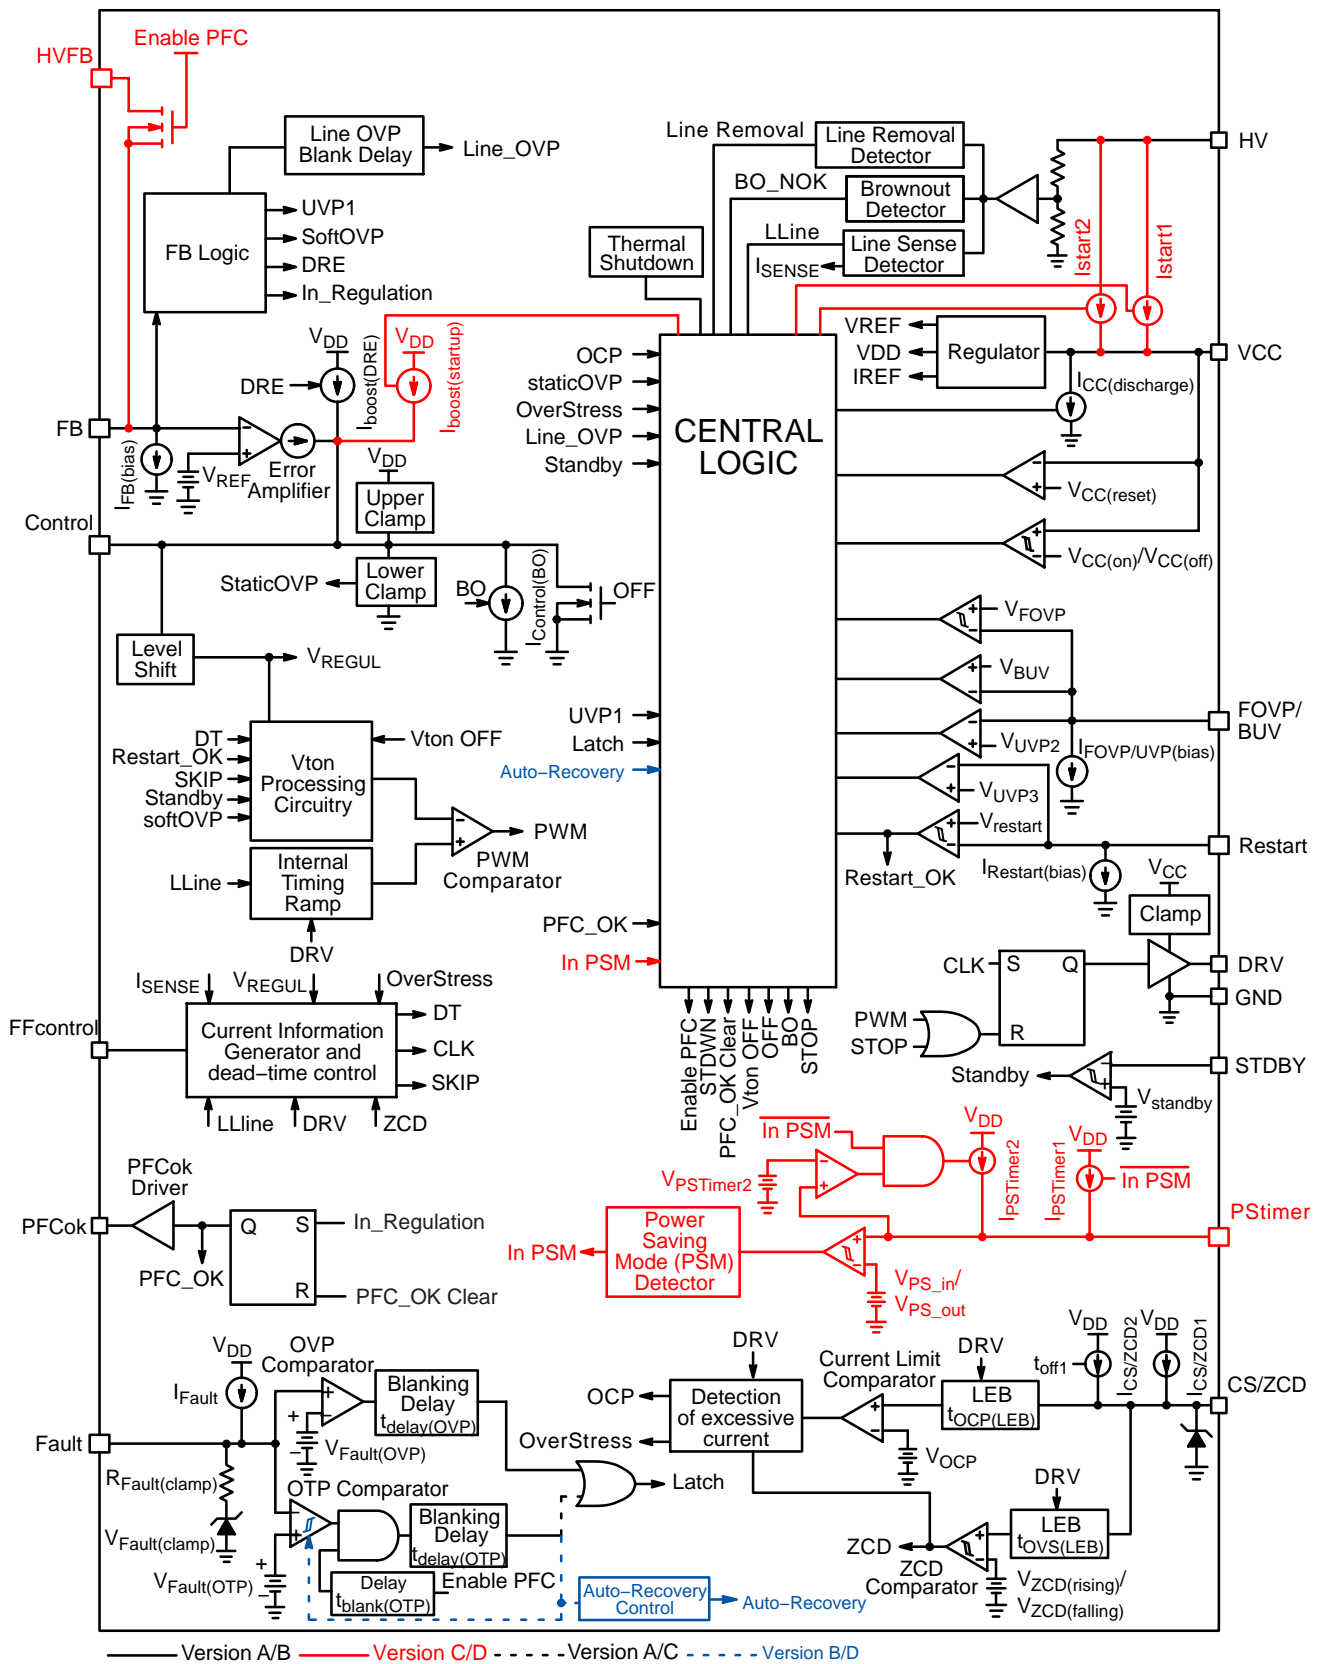 Enable PFC
HVFB
Line OVP
Blank Delay
Line_OVP
FB Logic
UVP1
SoftOVP
DRE
In_Regulation
Line Removal
Line Removal
Detector
BO_NOK
Brownout
Detector
LLine
Line Sense
Detector
ISENSE
Thermal
Shutdown
HV
Istart2
Istart1
VREF
VDD
IREF
Regulator
VCC
ICC(discharge)
VDD
DRE
Iboost(DRE)
VDD
Iboost(startup)
FB
IFB(bias)
VREF
Error
Amplifier
VDD
Upper
Clamp
Control
StaticOVP
Lower
Clamp
BO
IControl(BO)
OFF
OCP
staticOVP
OverStress
Line_OVP
Standby
CENTRAL
LOGIC
VCC(reset)
VCC(on)/VCC(off)
Level
Shift
VREGUL
VFOVP
VBUV
VUVP2
FOVP/
BUV
IFOVP/UVP(bias)
VUVP3
Vrestart
Restart
Restart_OK
IRestart(bias)
UVP1
Latch
Auto−Recovery
DT
Restart_OK
SKIP
Standby
softOVP
Vton
Processing
Circuitry
Vton OFF
PWM
PWM
Comparator
LLine
Internal
Timing
Ramp
DRV
VCC
Clamp
PFC_OK
In PSM
CLK
S
Q
R
DRV
GND
PWM
STOP
ISENSE
VREGUL
OverStress
FFcontrol
Current Information
Generator and
dead−time control
DT
CLK
SKIP
LLline
DRV
ZCD
Enable PFC
STDWN
PFC_OK Clear
Vton OFF
OFF
BO
STOP
Standby
STDBY
Vstandby
In PSM
VDD
IPSTimer2
VDD
IPSTimer1
In PSM
VPSTimer2
PStimer
In PSM
Power
Saving
Mode (PSM)
Detector
VPS_in/
VPS_out
PFCok
Driver
PFCok
PFC_OK
Q
S
R
In_Regulation
PFC_OK Clear
VDD
IFault
OVP
Comparator
Blanking
Delay
tdelay(OVP)
Fault
VFault(OVP)
RFault(clamp)
VFault(clamp)
OTP Comparator
Blanking
Delay
tdelay(OTP)
VFault(OTP)
Delay
tblank(OTP)
Enable PFC
Latch
Auto−Recovery
Control
Auto−Recovery
DRV
OCP
OverStress
Detection
of excessive
current
Current Limit
Comparator
DRV
LEB
tOCP(LEB)
VOCP
VDD
toff1
ICS/ZCD2
VDD
ICS/ZCD1
CS/ZCD
DRV
LEB
tOVS(LEB)
ZCD
ZCD
Comparator
VZCD(rising)/
VZCD(falling)
Version A/B
Version C/D
Version A/C
Version B/D